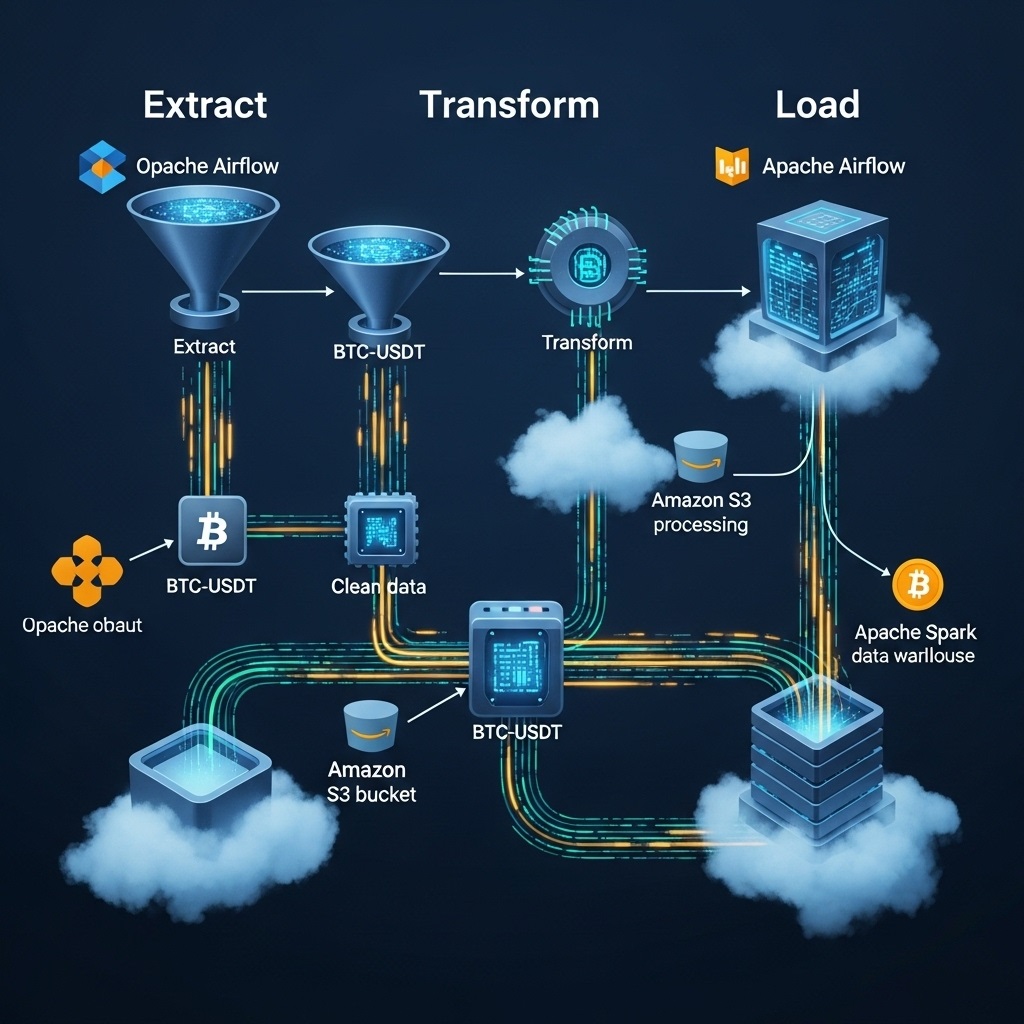 Extract
Transform
Load
Opache Airflow
Apache Airflow
Extract
BTC-USDT
Transform
Amazon S3
processing
BTC-USDT
Clean data
Opache obaut
Apache Spark
data warllouse
BTC-USDT
Amazon
S3 bucket